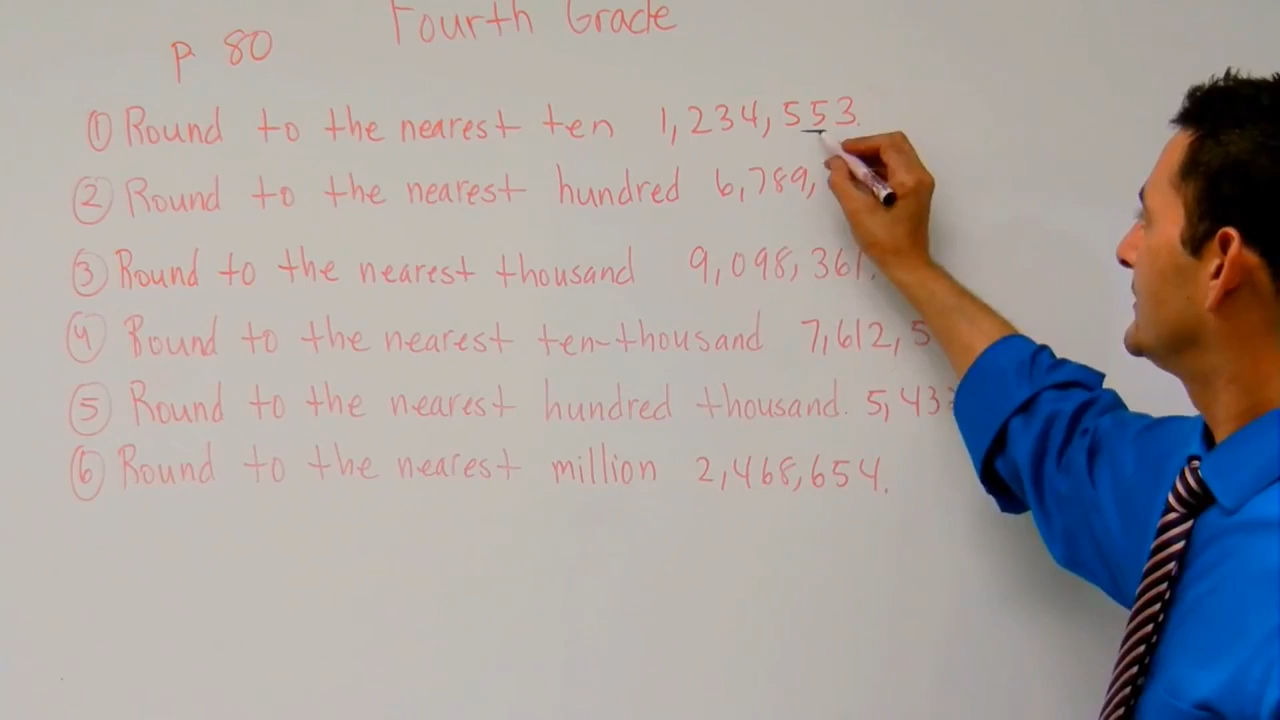 Fourth Grade
p 80
① Round to the nearest ten 1,234,553.
② Round to the nearest hundred 6,789,
③ Round to the nearest thousand 9,098,361.
④ Round to the nearest ten-thousand 7,612,5
⑤ Round to the nearest hundred thousand. 5,43
⑥ Round to the nearest million 2,468,654.